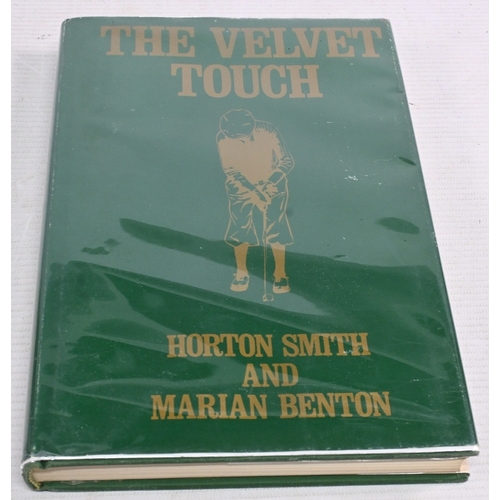 THE VELVET
TOUCH
HORTON SMITH
AND
MARIAN BENTON